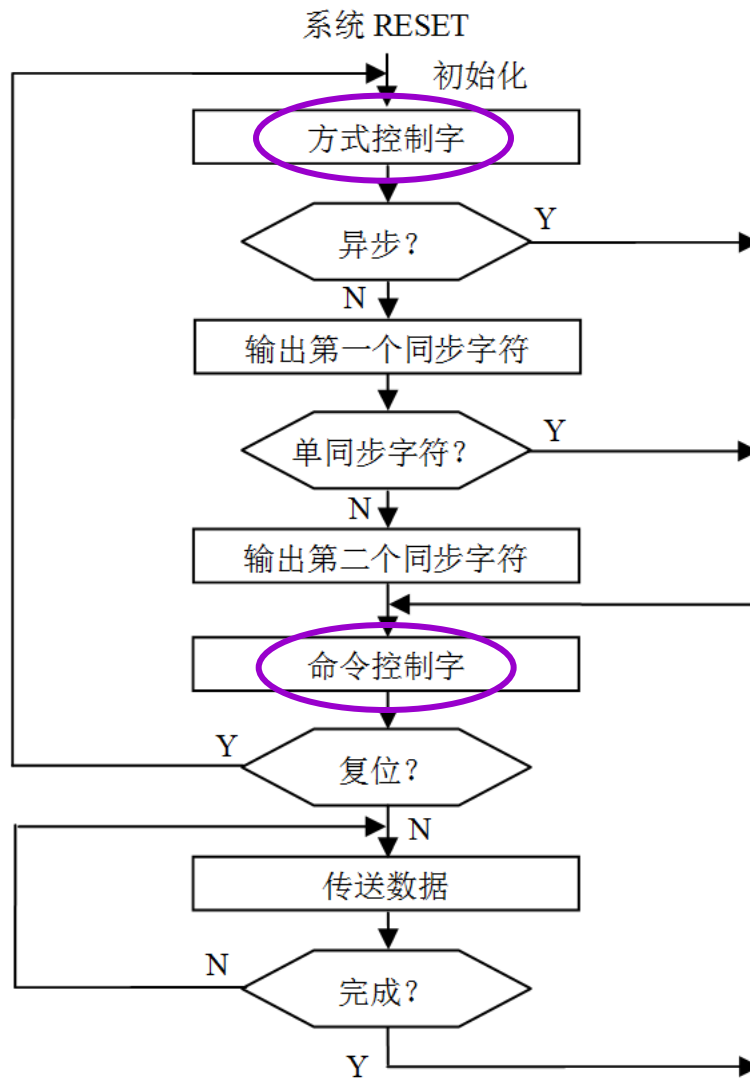 系统 RESET
初始化
方式控制字
异步？
Y
N
输出第一个同步字符
单同步字符？
Y
N
输出第二个同步字符
命令控制字
Y
复位？
N
传送数据
N
完成？
Y